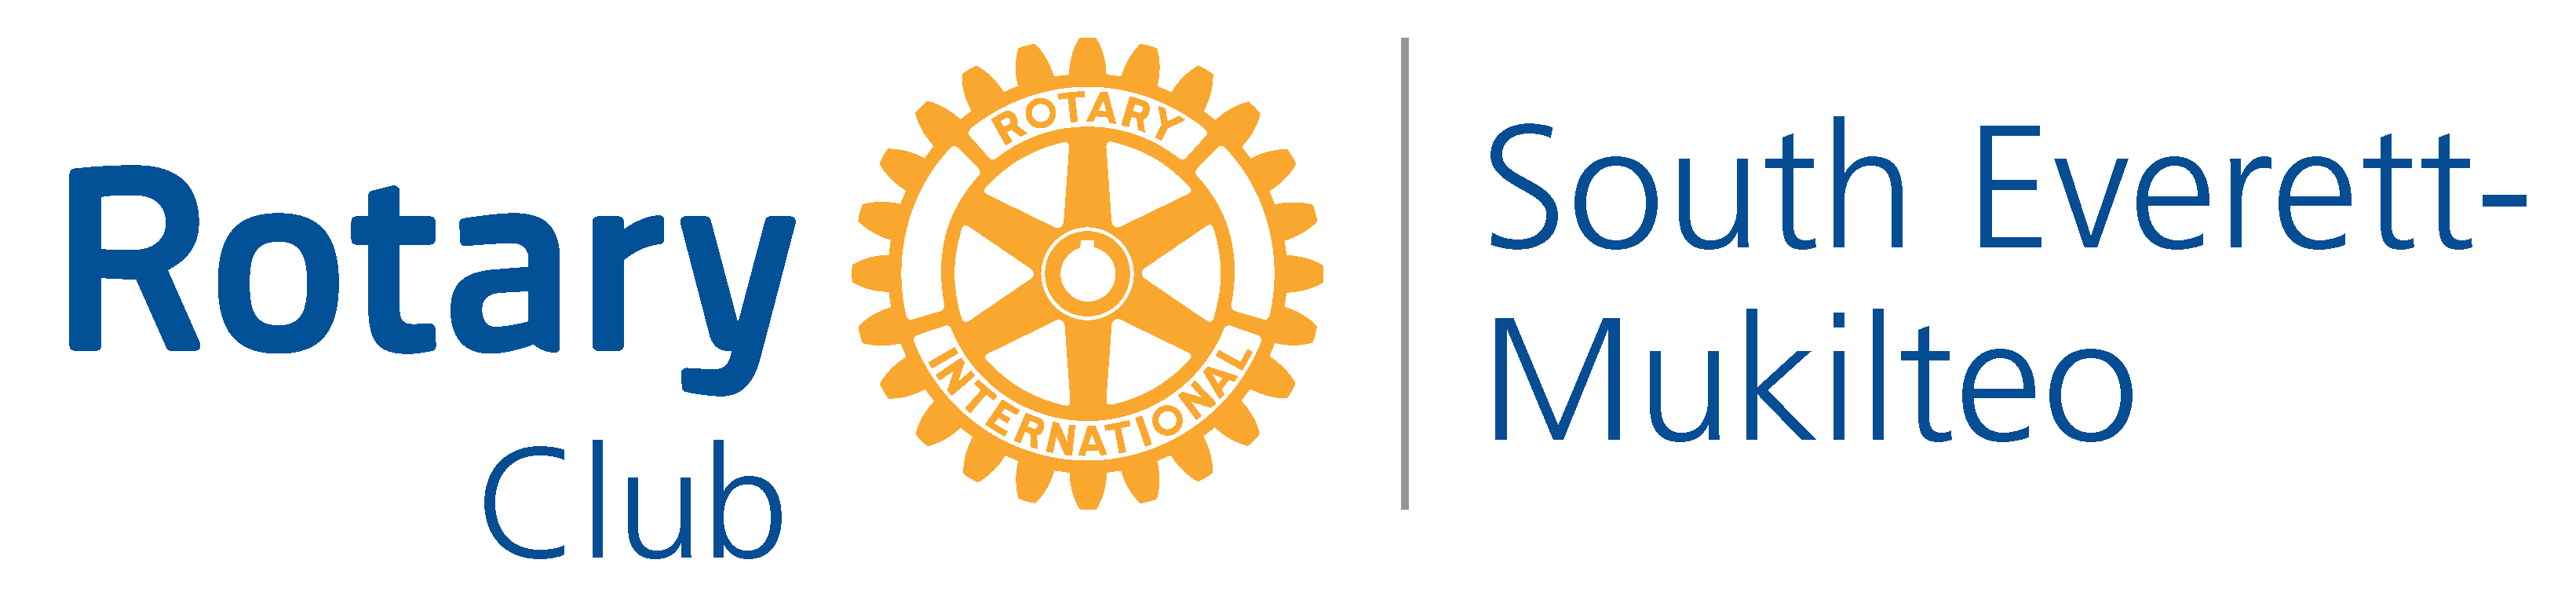 Rotary
Club
ROTARY
INTERNATIONAL
South Everett-
Mukilteo